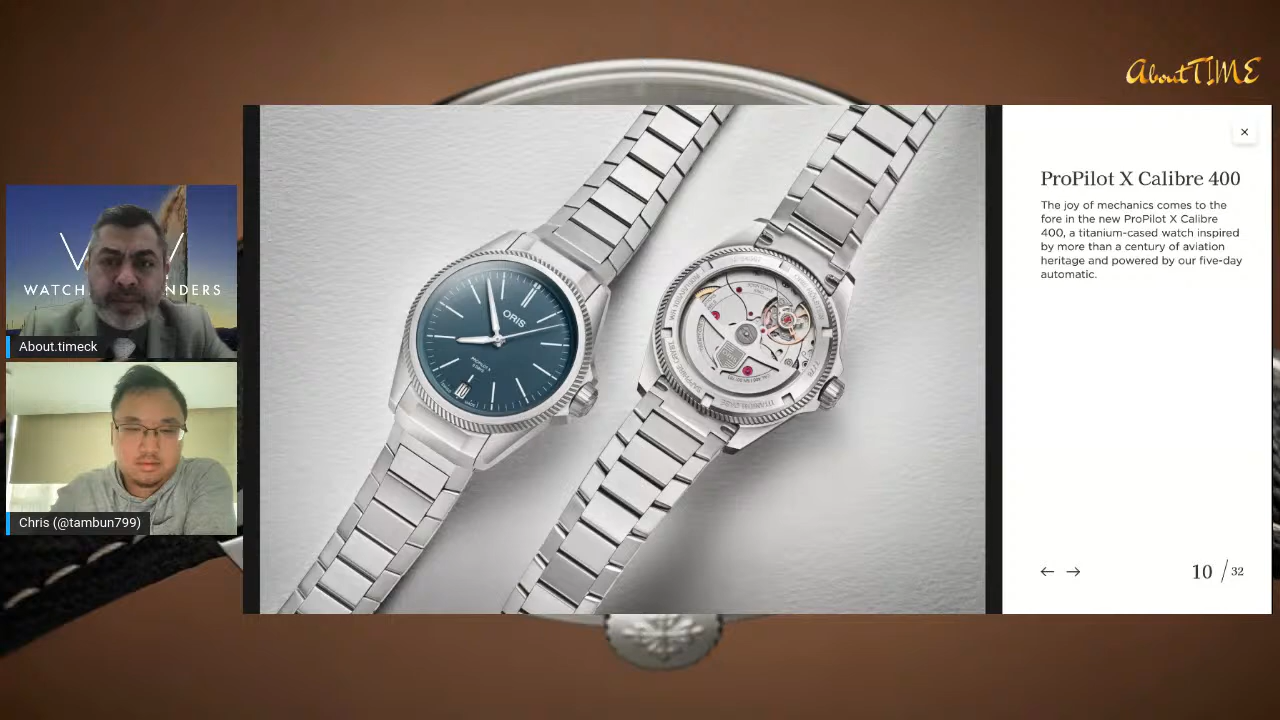 AboutTIME
WATCH
NDERS
About.timeck
Chris (@tambun799)
ORIS
PROPILOT X
ProPilot X Calibre 400
The joy of mechanics comes to the
fore in the new ProPilot X Calibre
400, a titanium-cased watch inspired
by more than a century of aviation
heritage and powered by our five-day
automatic.
10 / 32